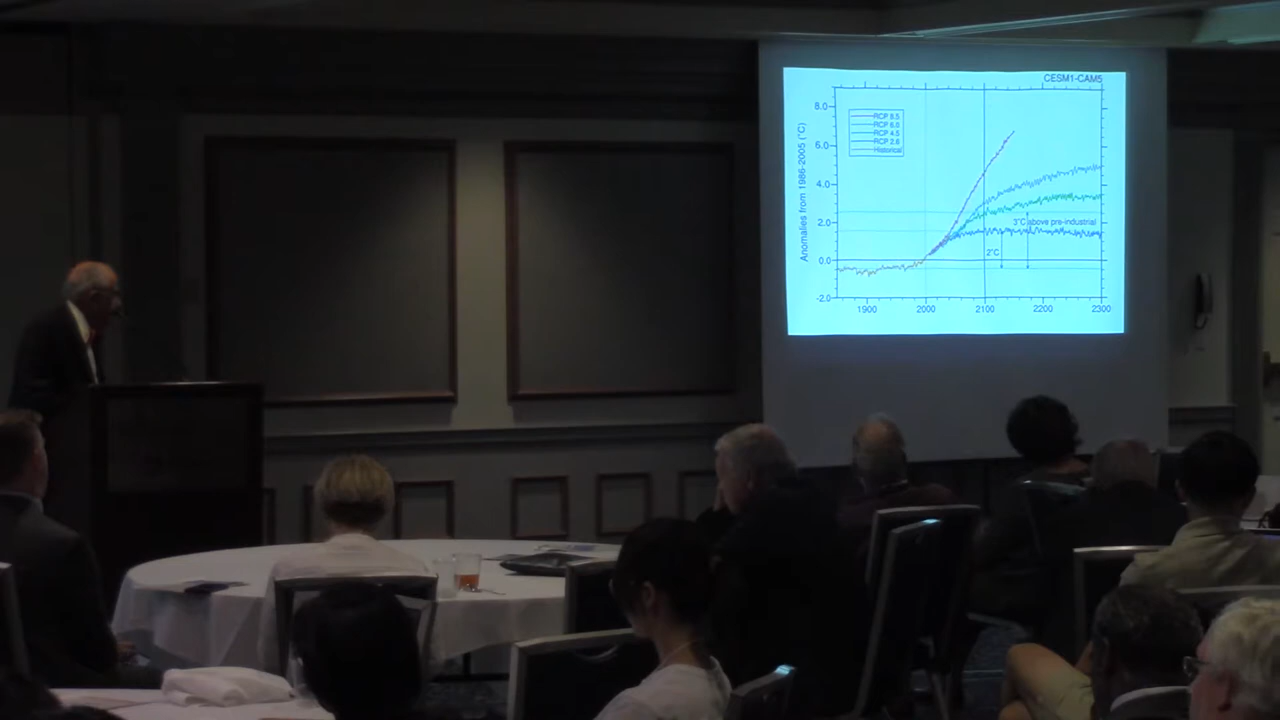 CESM1-CAM5
8.0
RCP 8.5
RCP 6.0
RCP 4.5
RCP 2.6
Historical
6.0
Anomalies from 1986-2005 (°C)
4.0
2.0
3°C above pre-industrial
2°C
0.0
-2.0
1900 2000 2100 2200 2300